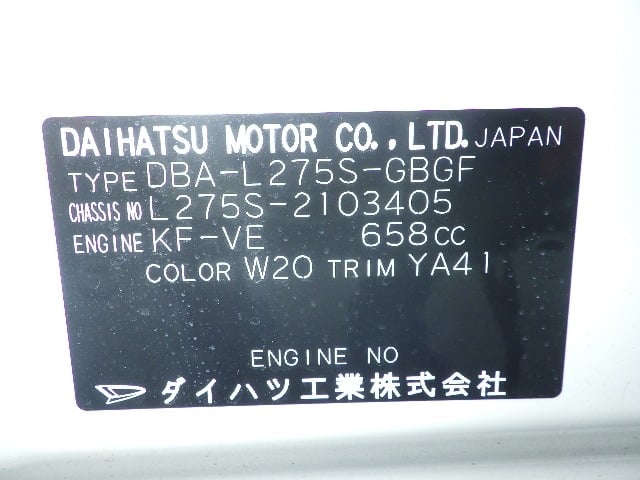 DAIHATSU MOTOR CO., LTD. JAPAN
TYPE DBA-L275S-GBGF
CHASSIS NO L275S-2103405
ENGINE KF-VE 658CC
COLOR W20 TRIM YA41
ENGINE NO
ダイハツ工業株式会社